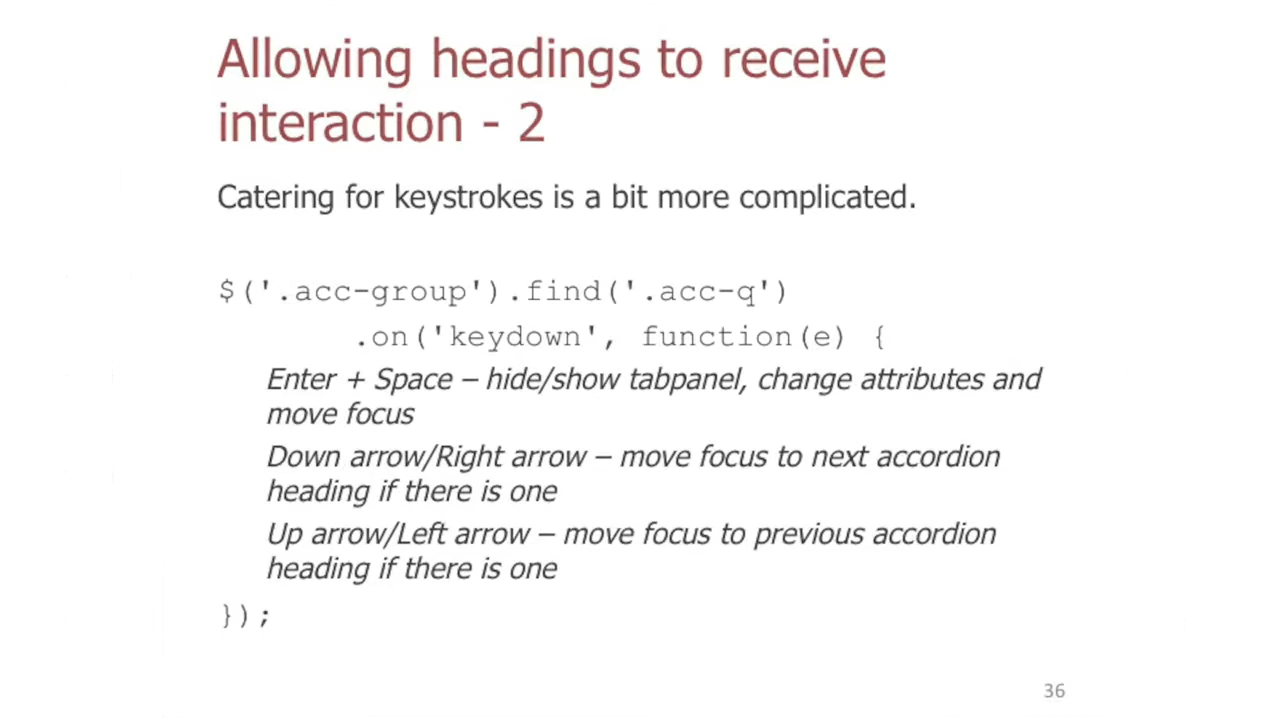 Allowing headings to receive
interaction - 2
Catering for keystrokes is a bit more complicated.
$('.acc-group').find('.acc-q')
.on('keydown', function(e) {
Enter + Space – hide/show tabpanel, change attributes and
move focus
Down arrow/Right arrow – move focus to next accordion
heading if there is one
Up arrow/Left arrow – move focus to previous accordion
heading if there is one
});
36